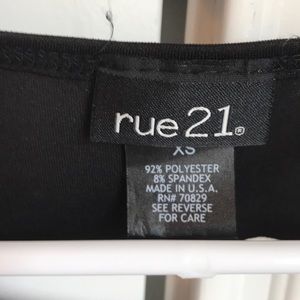 rue21®
XS
92% POLYESTER
8% SPANDEX
MADE IN U.S.A.
RN# 70829
SEE REVERSE
FOR CARE